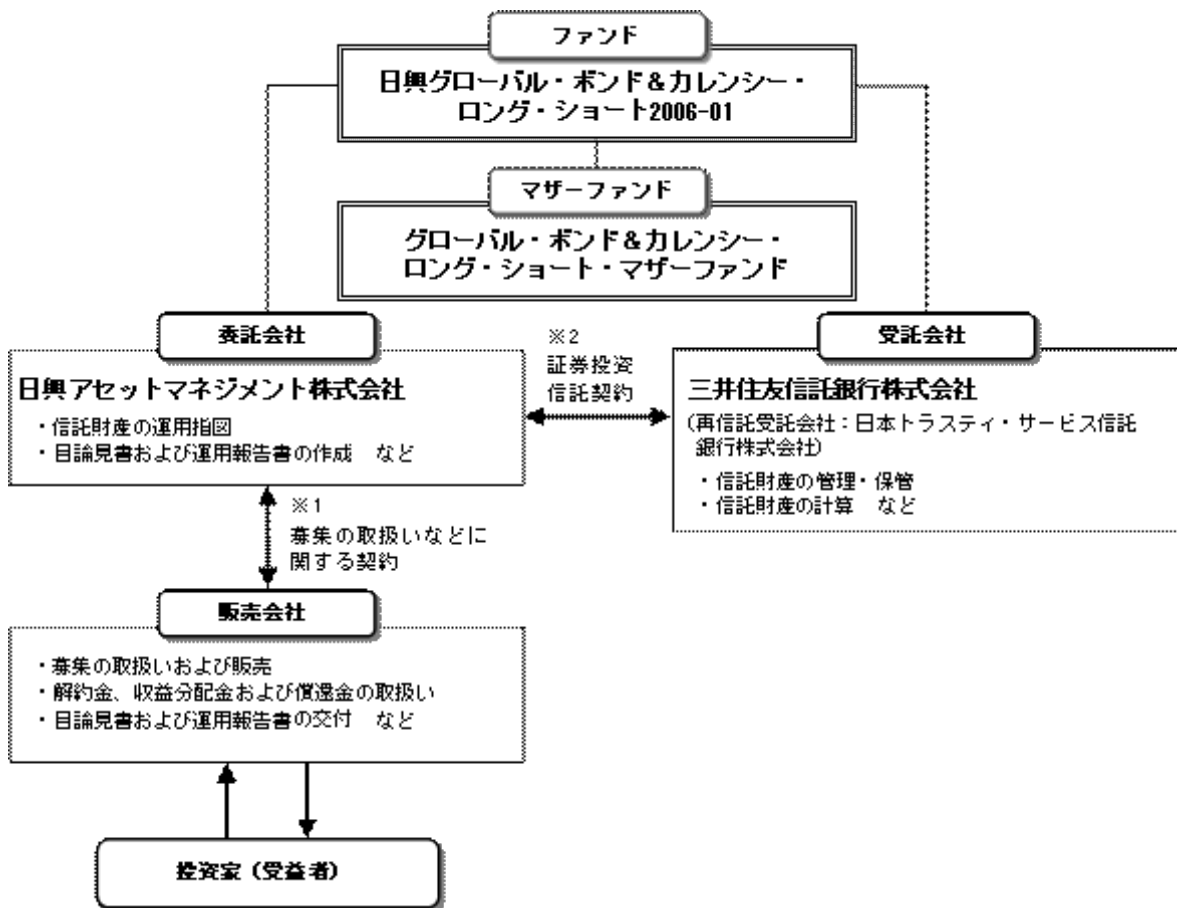 ファンド
日興グローバル・ボンド&カレンシー・
ロング・ショート2006-01
マザーファンド
グローバル・ボンド&カレンシー・
ロング・ショート・マザーファンド
委託会社
日興アセットマネジメント株式会社
・信託財産の運用指図
・目論見書および運用報告書の作成 など
※2
証券投資
信託契約
受託会社
三井住友信託銀行株式会社
(再信託受託会社:日本トラスティ・サービス信託
銀行株式会社)
・信託財産の管理・保管
・信託財産の計算 など
※1
募集の取扱いなどに
関する契約
販売会社
・募集の取扱いおよび販売
・解約金、収益分配金および償還金の取扱い
・目論見書および運用報告書の交付 など
投資家(受益者)